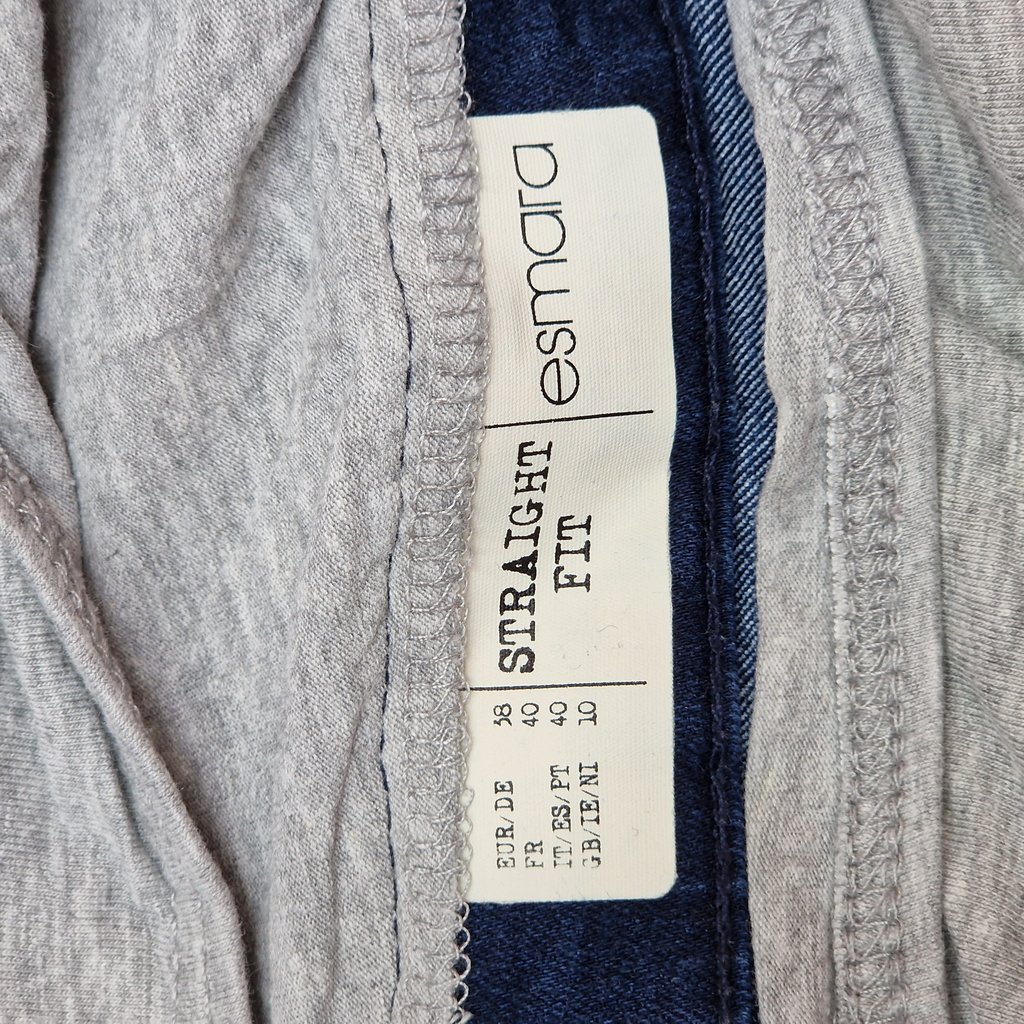 EUR/DE 38
FR 40
IT/ES/PT 40
GB/IE/NI 10
STRAIGHT
FIT
esmara